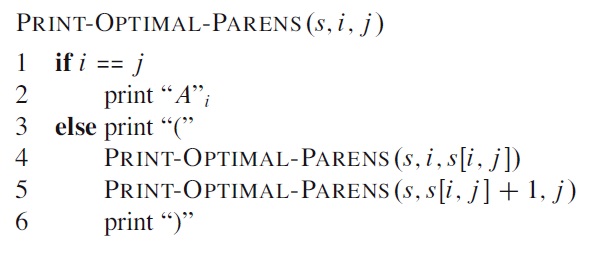 PRINT-OPTIMAL-PARENS(s, i, j)
1 if i == j
2 print “A”i
3 else print “(”
4 PRINT-OPTIMAL-PARENS(s, i, s[i, j])
5 PRINT-OPTIMAL-PARENS(s, s[i, j] + 1, j)
6 print “)”